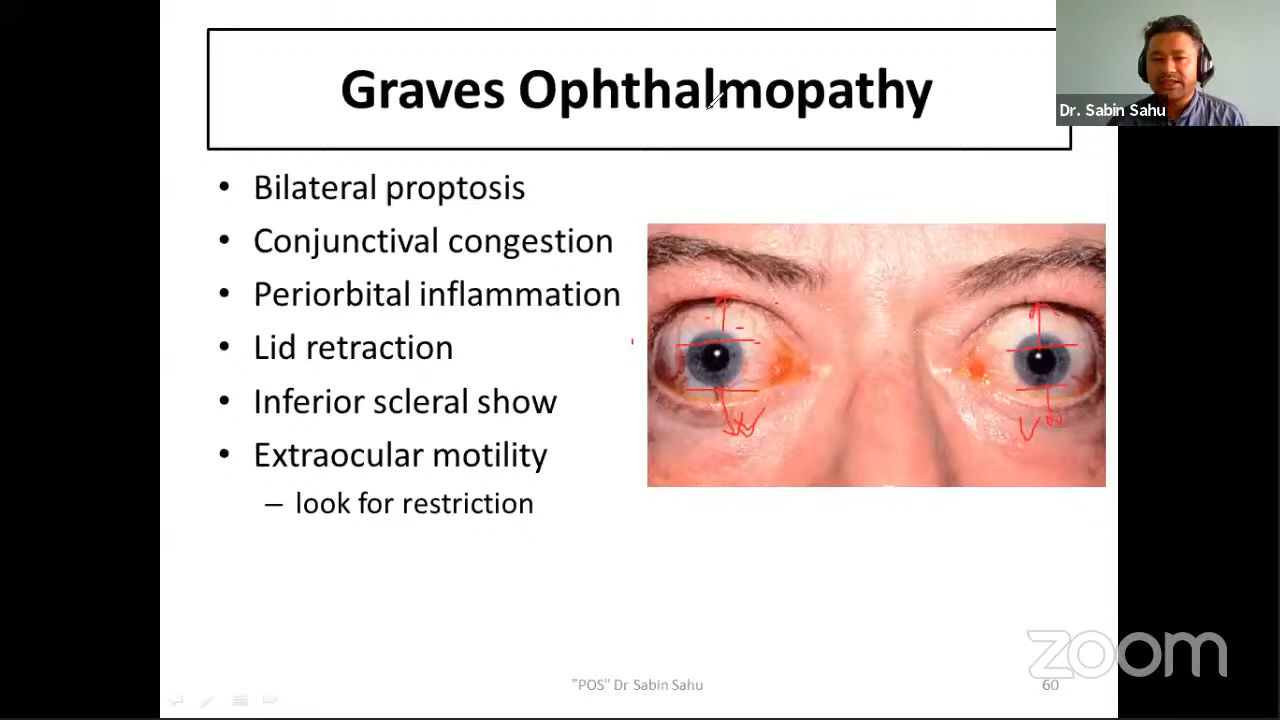 Graves Ophthalmopathy
Dr. Sabin Sahu
• Bilateral proptosis
• Conjunctival congestion
• Periorbital inflammation
• Lid retraction
• Inferior scleral show
• Extraocular motility
– look for restriction
zoom
"POS" Dr Sabin Sahu
60